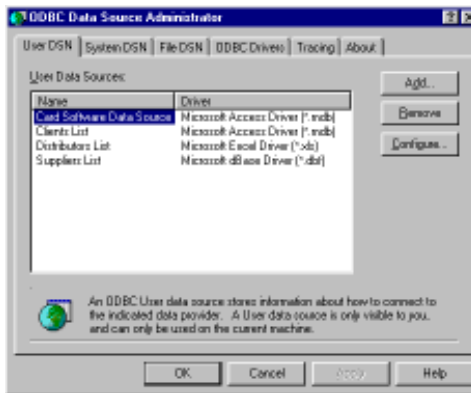 ODBC Data Source Administrator
User DSN System DSN File DSN ODBC Drivers Tracing About
User Data Sources:
Name Driver
Card Software Data Source Microsoft Access Driver (*.mdb)
Clients List Microsoft Access Driver (*.mdb)
Distributors List Microsoft Excel Driver (*.xls)
Suppliers List Microsoft dBase Driver (*.dbf)
Add...
Remove
Configure...
An ODBC User data source stores information about how to connect to
the indicated data provider. A User data source is only visible to you,
and can only be used on the current machine.
OK Cancel Apply Help